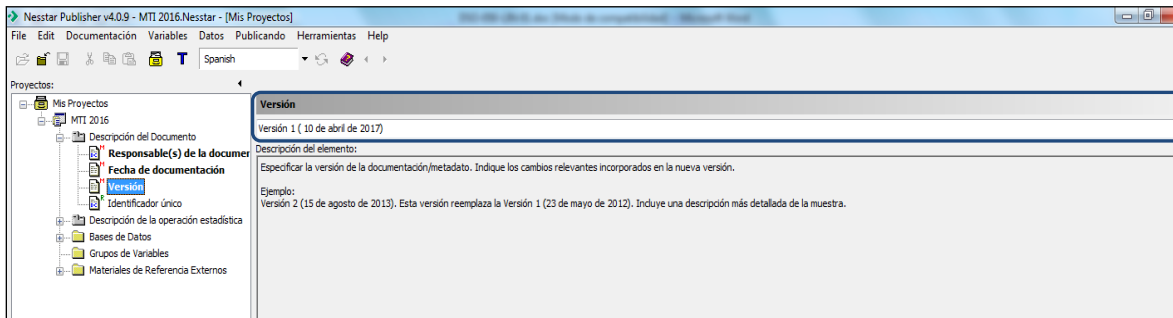 Nesstar Publisher v4.0.9 - MTI 2016.Nesstar - [Mis Proyectos]
File Edit Documentación Variables Datos Publicando Herramientas Help
T Spanish
Proyectos:
Mis Proyectos
MTI 2016
Descripción del Documento
Responsable(s) de la documer
Fecha de documentación
Versión
Identificador único
Descripción de la operación estadística
Bases de Datos
Grupos de Variables
Materiales de Referencia Externos
Versión
Versión 1 ( 10 de abril de 2017)
Descripción del elemento:
Especificar la versión de la documentación/metadato. Indique los cambios relevantes incorporados en la nueva versión.
Ejemplo:
Versión 2 (15 de agosto de 2013). Esta versión reemplaza la Versión 1 (23 de mayo de 2012). Incluye una descripción más detallada de la muestra.